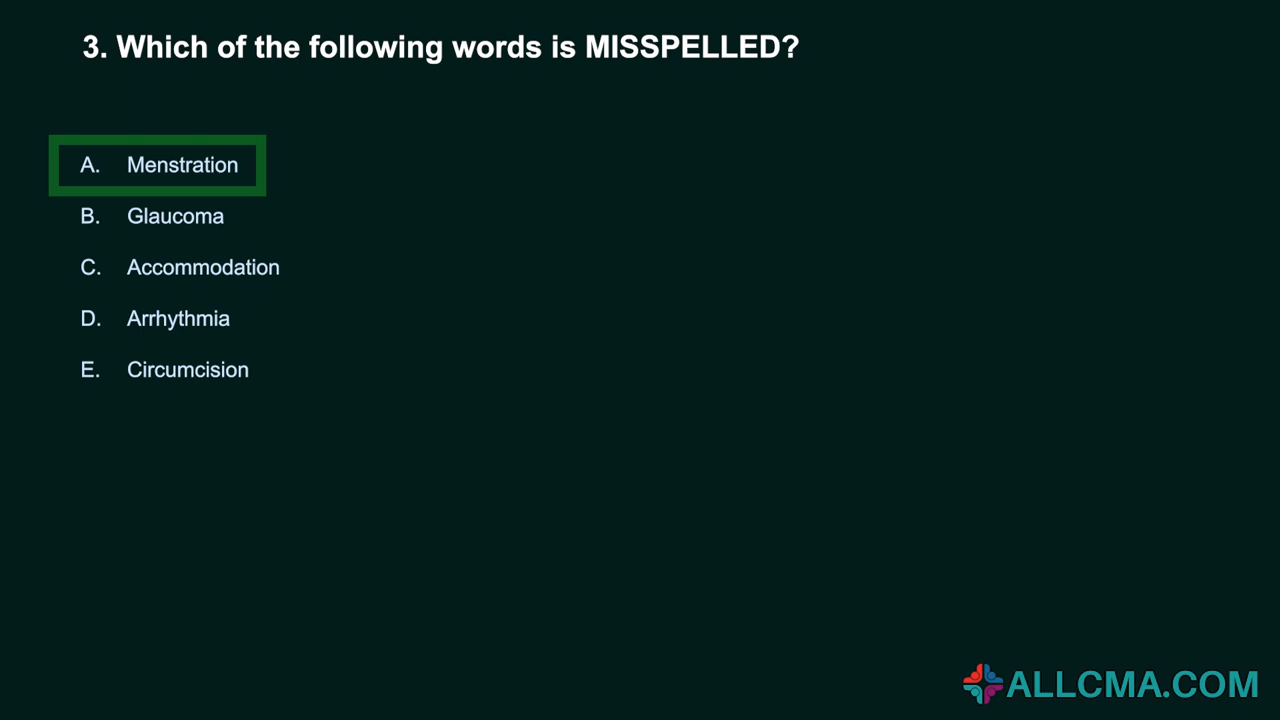 3. Which of the following words is MISSPELLED?
A. Menstration
B. Glaucoma
C. Accommodation
D. Arrhythmia
E. Circumcision
ALLCMA.COM